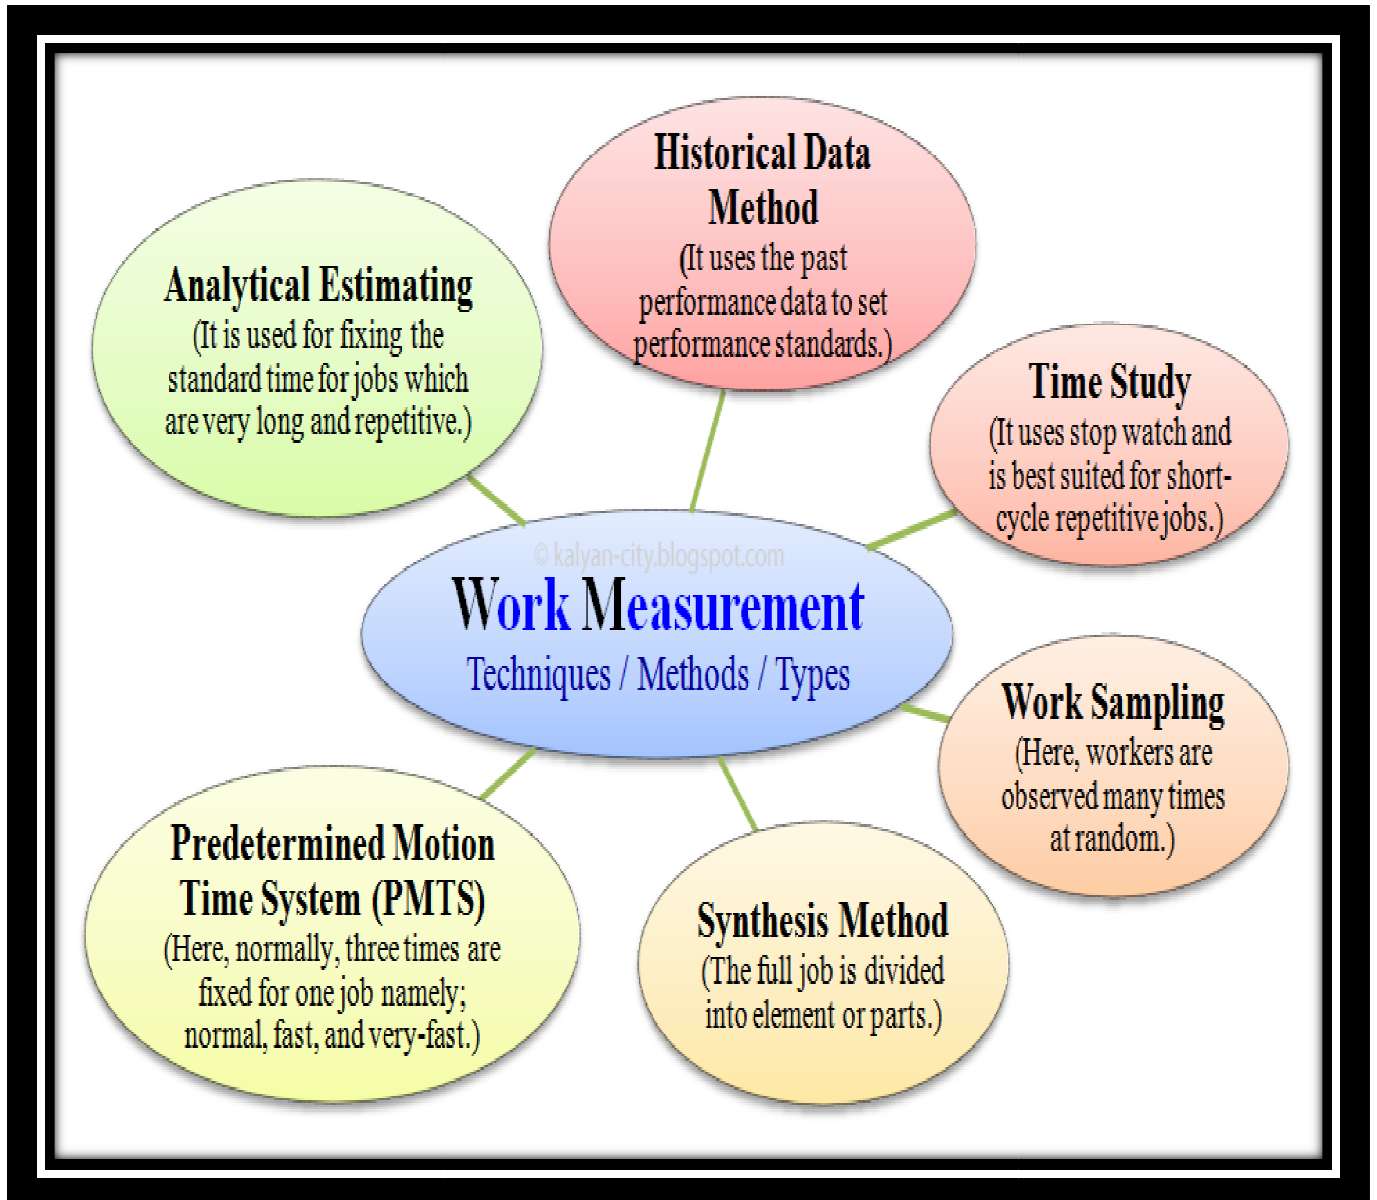 Historical Data
Method
(It uses the past
performance data to set
performance standards.)
Analytical Estimating
(It is used for fixing the
standard time for jobs which
are very long and repetitive.)
Time Study
(It uses stop watch and
is best suited for short-
cycle repetitive jobs.)
© kalyan-city.blogspot.com
Work Measurement
Techniques / Methods / Types
Work Sampling
(Here, workers are
observed many times
at random.)
Predetermined Motion
Time System (PMTS)
(Here, normally, three times are
fixed for one job namely;
normal, fast, and very-fast.)
Synthesis Method
(The full job is divided
into element or parts.)